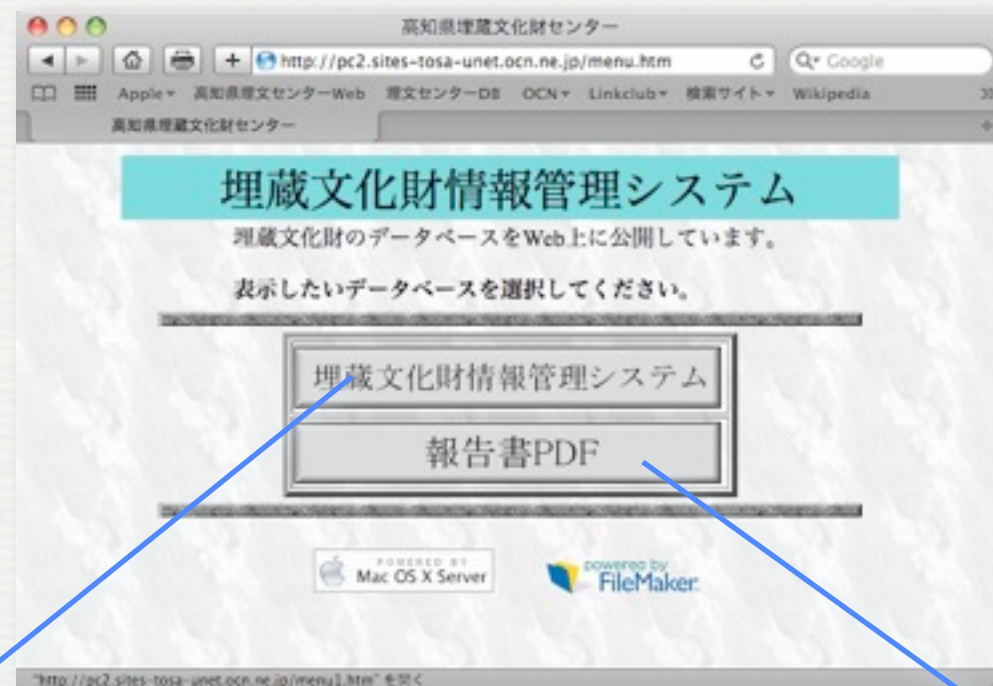 高知県埋蔵文化財センター
http://pc2.sites-tosa-unet.ocn.ne.jp/menu.htm
Google
Apple 高知県埋文センターWeb 埋文センターDB OCN Linkclub 検索サイト Wikipedia
高知県埋蔵文化財センター
埋蔵文化財情報管理システム
埋蔵文化財のデータベースをWeb上に公開しています。
表示したいデータベースを選択してください。
埋蔵文化財情報管理システム
報告書PDF
POWERED BY
Mac OS X Server
powered by
FileMaker.
"http://pc2.sites-tosa-unet.ocn.ne.jp/menu1.htm" を開く